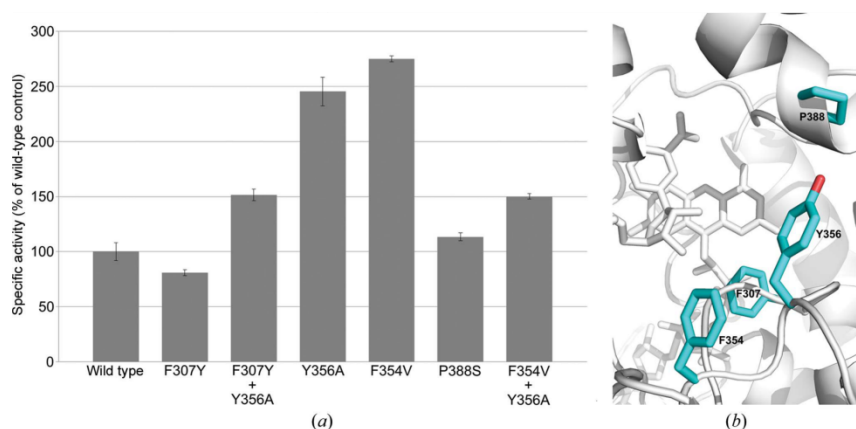 Specific activity (% of wild-type control)
300
250
200
150
100
50
0
Wild type
F307Y
F307Y
+
Y356A
Y356A
F354V
P388S
F354V
+
Y356A
(a)
P388
Y356
F307
F354
(b)